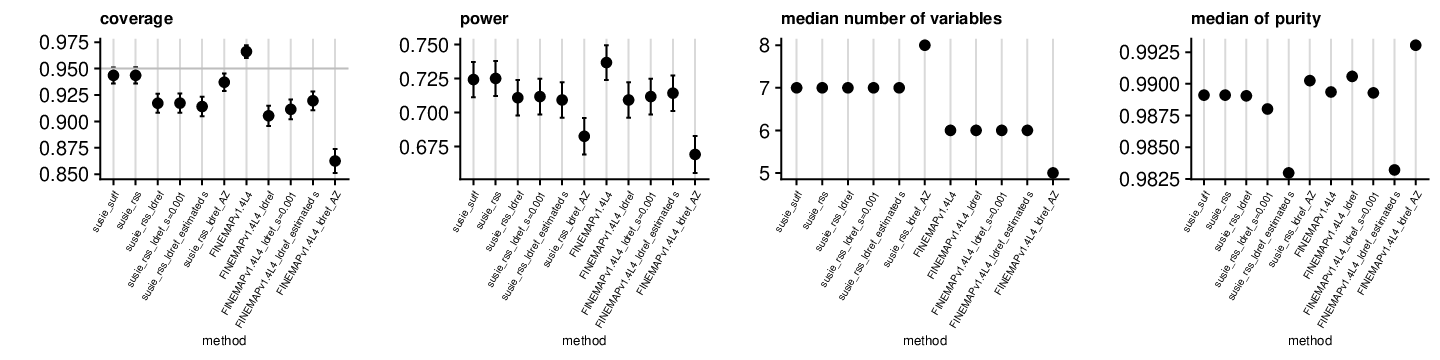 coverage
0.975
0.950
0.925
0.900
0.875
0.850
susie_suff
susie_rss
susie_rss_ldref
susie_rss_ldref_s=0.001
susie_rss_ldref_estimated s
susie_rss_ldref_AZ
FINEMAPv1.4L4
FINEMAPv1.4L4_ldref
FINEMAPv1.4L4_ldref_s=0.001
FINEMAPv1.4L4_ldref_estimated s
FINEMAPv1.4L4_ldref_AZ
method
power
0.750
0.725
0.700
0.675
susie_suff
susie_rss
susie_rss_ldref
susie_rss_ldref_s=0.001
susie_rss_ldref_estimated s
susie_rss_ldref_AZ
FINEMAPv1.4L4
FINEMAPv1.4L4_ldref
FINEMAPv1.4L4_ldref_s=0.001
FINEMAPv1.4L4_ldref_estimated s
FINEMAPv1.4L4_ldref_AZ
method
median number of variables
8
7
6
5
susie_suff
susie_rss
susie_rss_ldref
susie_rss_ldref_s=0.001
susie_rss_ldref_estimated s
susie_rss_ldref_AZ
FINEMAPv1.4L4
FINEMAPv1.4L4_ldref
FINEMAPv1.4L4_ldref_s=0.001
FINEMAPv1.4L4_ldref_estimated s
FINEMAPv1.4L4_ldref_AZ
method
median of purity
0.9925
0.9900
0.9875
0.9850
0.9825
susie_suff
susie_rss
susie_rss_ldref
susie_rss_ldref_s=0.001
susie_rss_ldref_estimated s
susie_rss_ldref_AZ
FINEMAPv1.4L4
FINEMAPv1.4L4_ldref
FINEMAPv1.4L4_ldref_s=0.001
FINEMAPv1.4L4_ldref_estimated s
FINEMAPv1.4L4_ldref_AZ
method